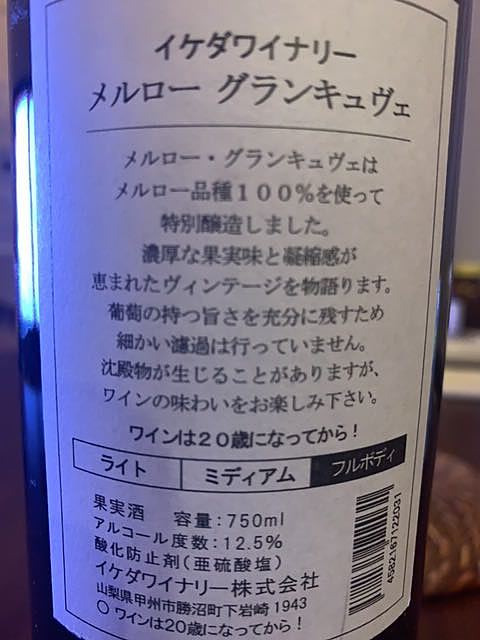 イケダワイナリー
メルロー グランキュヴェ
メルロー・グランキュヴェは
メルロー品種100%を使って
特別醸造しました。
濃厚な果実味と凝縮感が
恵まれたヴィンテージを物語ります。
葡萄の持つ旨さを充分に残すため
細かい濾過は行っていません。
沈殿物が生じることがありますが、
ワインの味わいをお楽しみ下さい。
ワインは20歳になってから!
ライト ミディアム フルボディ
果実酒 容量:750ml
アルコール度数:12.5%
酸化防止剤(亜硫酸塩)
イケダワイナリー株式会社
山梨県甲州市勝沼町下岩崎 1943
○ ワインは20歳になってから!
4582167122031